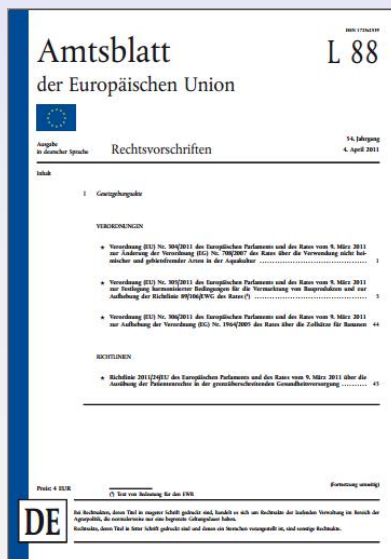 ISSN 1725-2539
Amtsblatt
L 88
der Europäischen Union
54. Jahrgang
Ausgabe
in deutscher Sprache
Rechtsvorschriften
4. April 2011
Inhalt
I Gesetzgebungsakte
VERORDNUNGEN
★ Verordnung (EU) Nr. 304/2011 des Europäischen Parlaments und des Rates vom 9. März 2011
zur Änderung der Verordnung (EG) Nr. 708/2007 des Rates über die Verwendung nicht hei-
mischer und gebietsfremder Arten in der Aquakultur ........ 1
★ Verordnung (EU) Nr. 305/2011 des Europäischen Parlaments und des Rates vom 9. März 2011
zur Festlegung harmonisierter Bedingungen für die Vermarktung von Bauprodukten und zur
Aufhebung der Richtlinie 89/106/EWG des Rates (¹) ........ 5
★ Verordnung (EU) Nr. 306/2011 des Europäischen Parlaments und des Rates vom 9. März 2011
zur Aufhebung der Verordnung (EG) Nr. 1964/2005 des Rates über die Zollsätze für Bananen 44
RICHTLINIEN
★ Richtlinie 2011/24/EU des Europäischen Parlaments und des Rates vom 9. März 2011 über die
Ausübung der Patientenrechte in der grenzüberschreitenden Gesundheitsversorgung ........ 45
Preis: 4 EUR
(Fortsetzung umseitig)
(¹) Text von Bedeutung für den EWR
DE
Bei Rechtsakten, deren Titel in magerer Schrift gedruckt sind, handelt es sich um Rechtsakte der laufenden Verwaltung im Bereich der
Agrarpolitik, die normalerweise nur eine begrenzte Geltungsdauer haben.
Rechtsakte, deren Titel in fetter Schrift gedruckt sind und denen ein Sternchen vorangestellt ist, sind sonstige Rechtsakte.